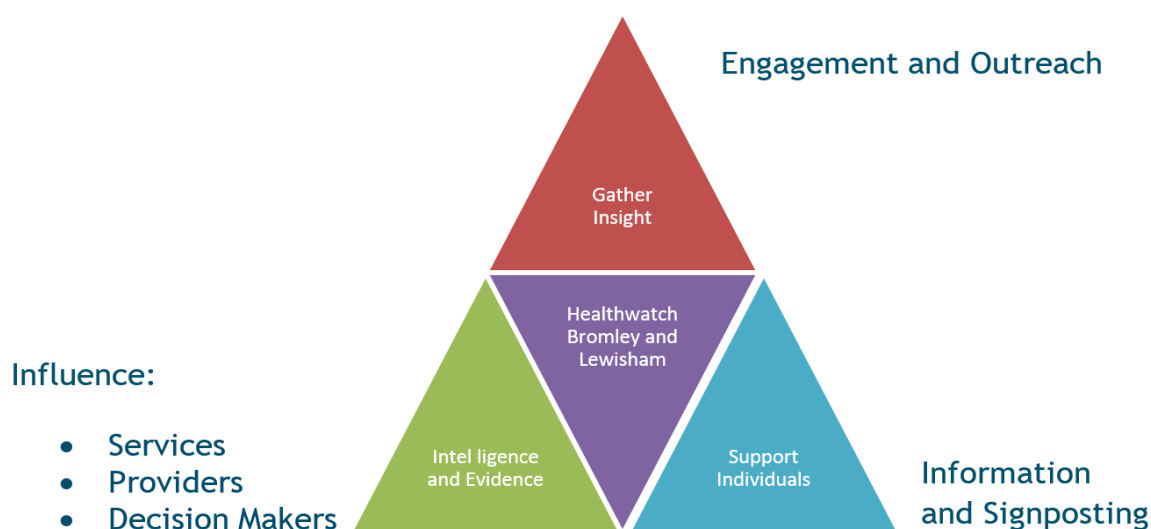 Engagement and Outreach
Gather
Insight
Healthwatch
Bromley and
Lewisham
Influence:
• Services
• Providers
• Decision Makers
Intel ligence
and Evidence
Support
Individuals
Information
and Signposting